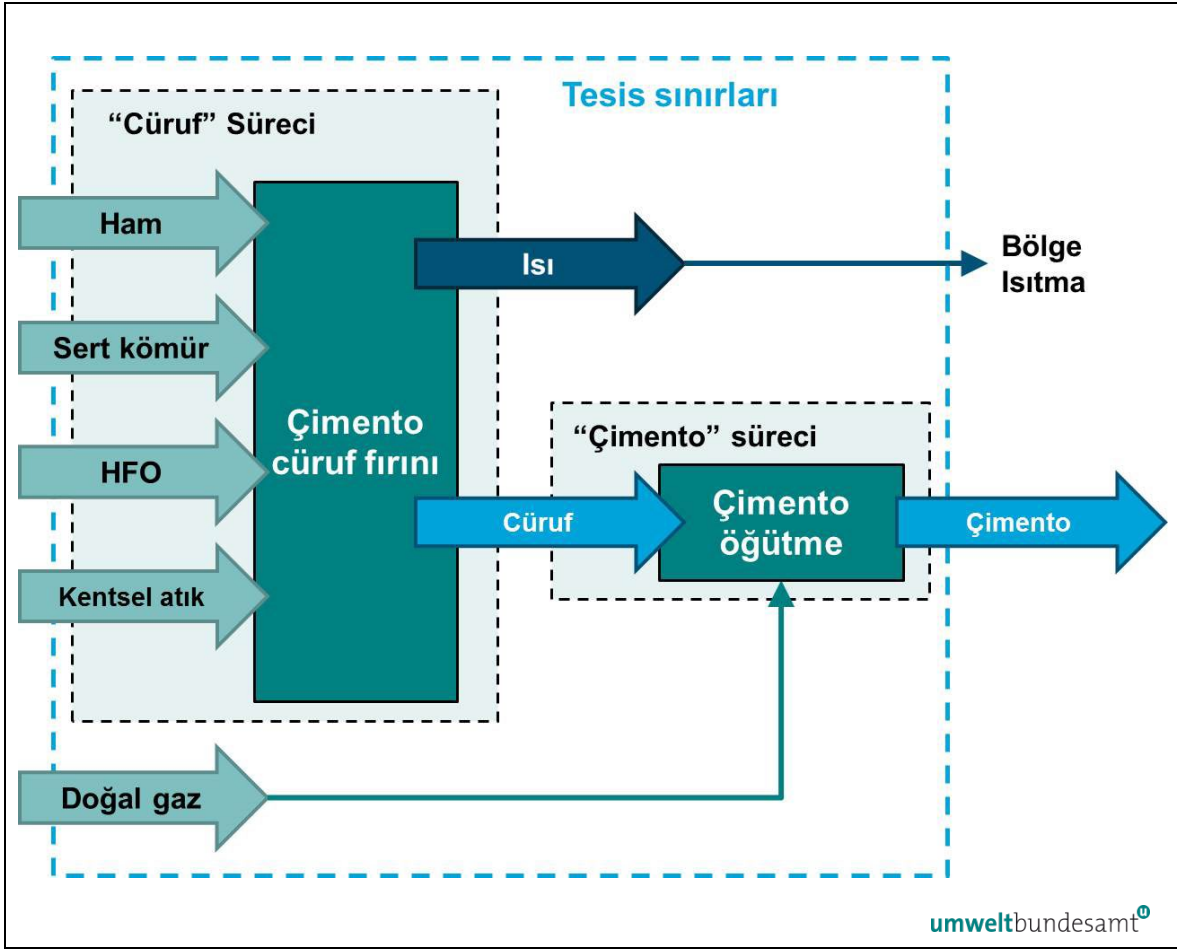 Tesis sınırları
“Cüruf” Süreci
Ham
Sert kömür
HFO
Kentsel atık
Doğal gaz
Çimento
cüruf fırını
Isı
Bölge
Isıtma
“Çimento” süreci
Cüruf
Çimento
öğütme
Çimento
umweltbundesamtᵘ